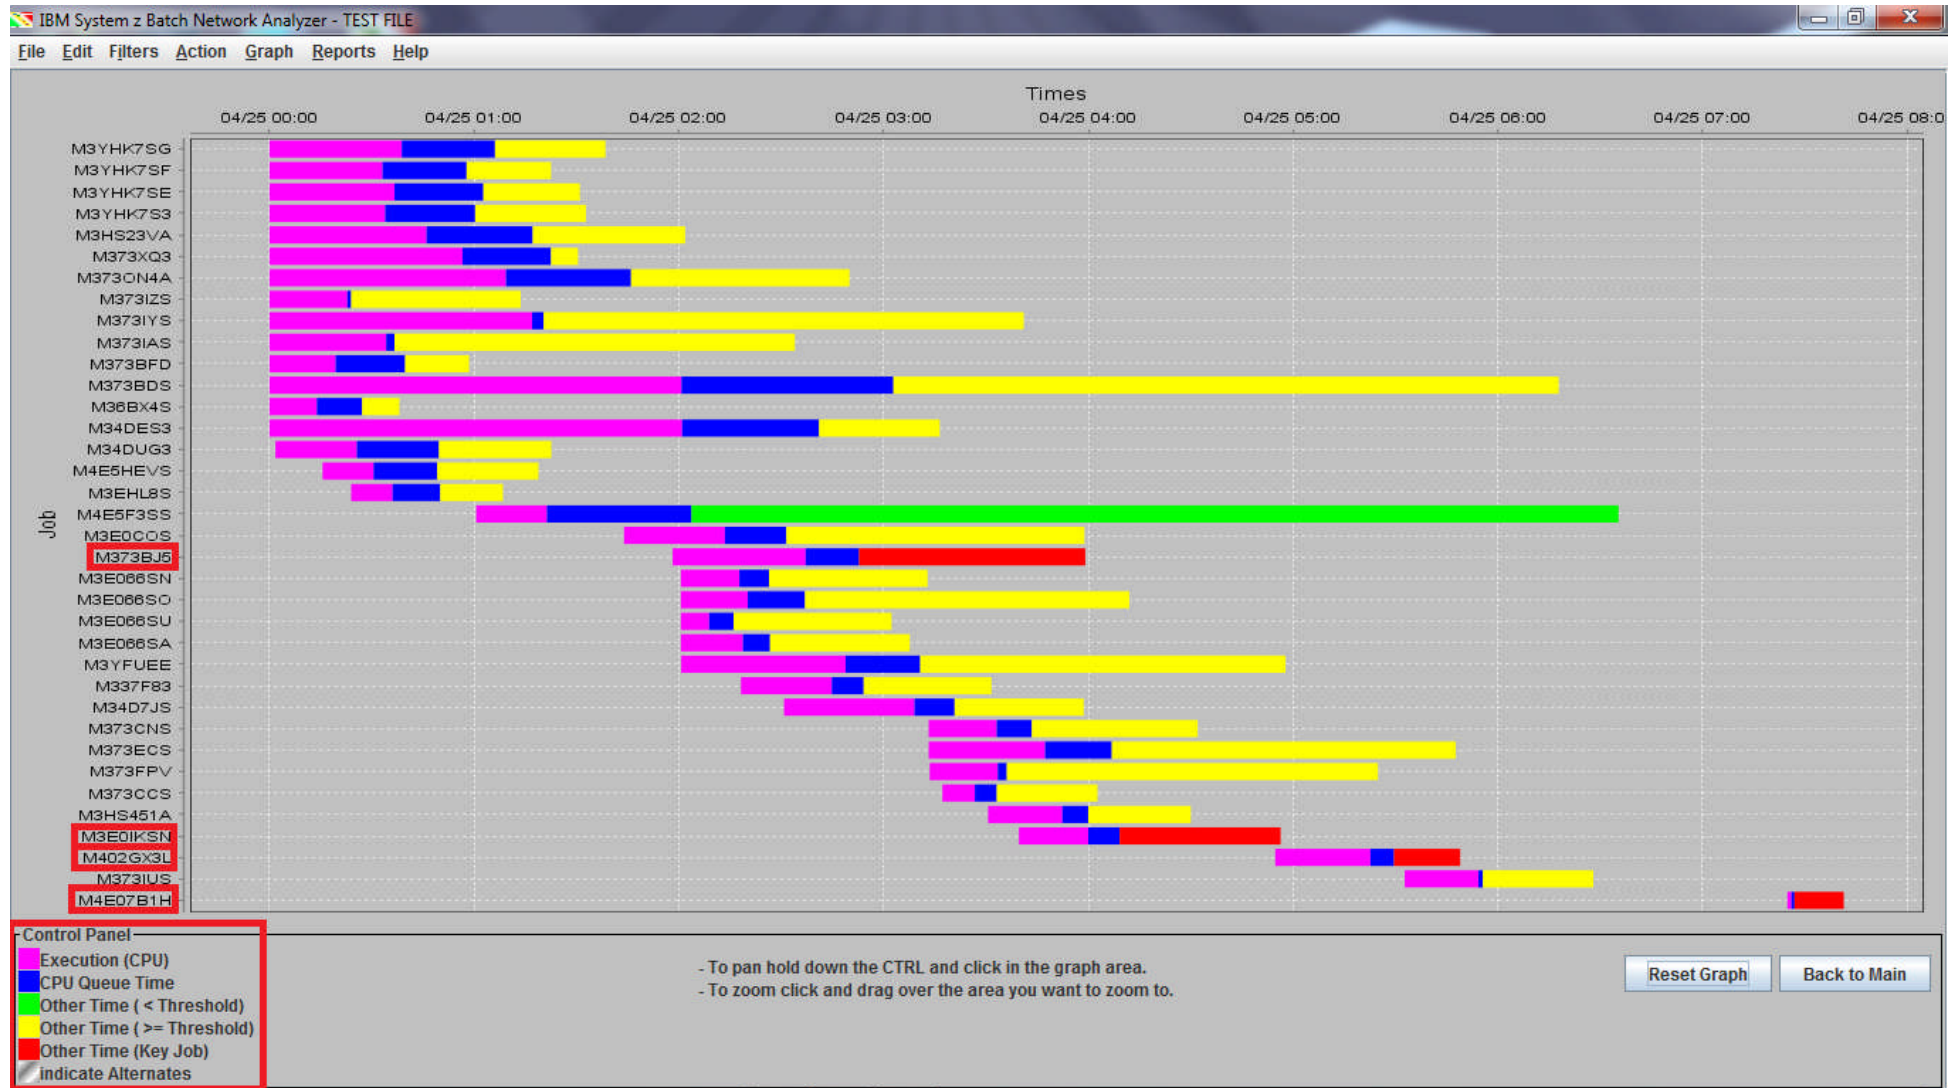 IBM System z Batch Network Analyzer - TEST FILE
File Edit Filters Action Graph Reports Help
Times
04/25 00:00 04/25 01:00 04/25 02:00 04/25 03:00 04/25 04:00 04/25 05:00 04/25 06:00 04/25 07:00 04/25 08:0
Job
M3YHK7SG
M3YHK7SF
M3YHK7SE
M3YHK7S3
M3HS23VA
M373XQ3
M373ON4A
M373IZS
M373IYS
M373IAS
M373BFD
M373BDS
M36BX4S
M34DES3
M34DUG3
M4E5HEVS
M3EHL8S
M4E5F3SS
M3E0COS
M373BJ5
M3E066SN
M3E066SO
M3E066SU
M3E066SA
M3YFUEE
M337F83
M34D7JS
M373CNS
M373ECS
M373FPV
M373CCS
M3HS451A
M3E0IKSN
M402GX3L
M373IUS
M4E07B1H
Control Panel
Execution (CPU)
CPU Queue Time
Other Time ( < Threshold)
Other Time ( >= Threshold)
Other Time (Key Job)
indicate Alternates
- To pan hold down the CTRL and click in the graph area.
- To zoom click and drag over the area you want to zoom to.
Reset Graph
Back to Main